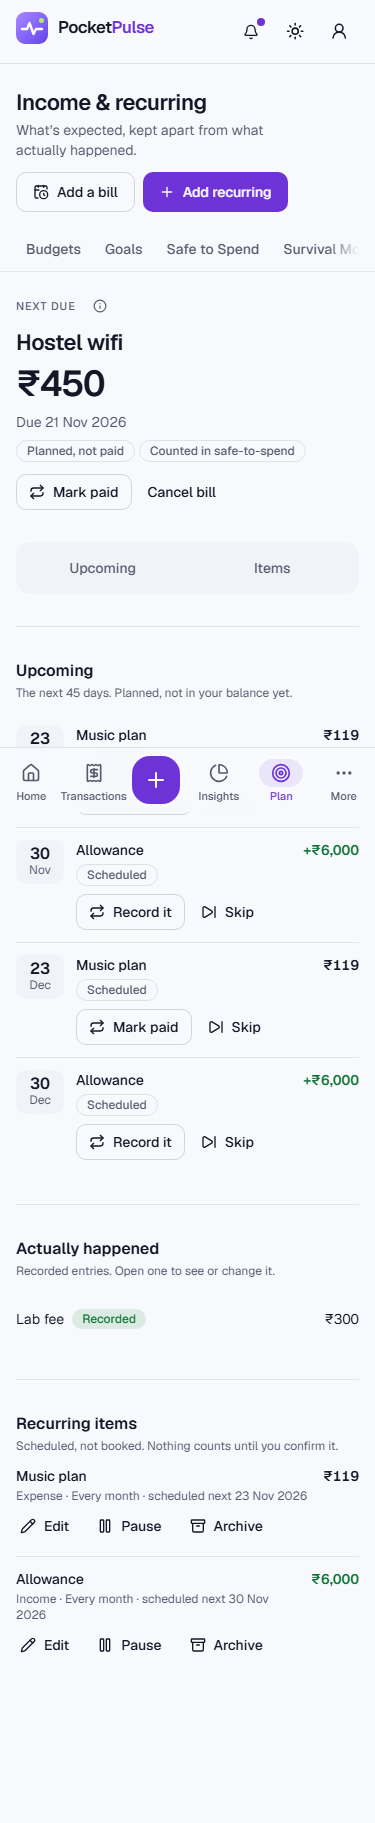 PocketPulse
Income & recurring
What's expected, kept apart from what
actually happened.
Add a bill
Add recurring
Budgets
Goals
Safe to Spend
Survival Mo
NEXT DUE
Hostel wifi
₹450
Due 21 Nov 2026
Planned, not paid
Counted in safe-to-spend
Mark paid
Cancel bill
Upcoming
Items
Upcoming
The next 45 days. Planned, not in your balance yet.
23
Music plan
₹119
Home
Transactions
Insights
Plan
More
30
Nov
Allowance
+₹6,000
Scheduled
Record it
Skip
23
Dec
Music plan
₹119
Scheduled
Mark paid
Skip
30
Dec
Allowance
+₹6,000
Scheduled
Record it
Skip
Actually happened
Recorded entries. Open one to see or change it.
Lab fee
Recorded
₹300
Recurring items
Scheduled, not booked. Nothing counts until you confirm it.
Music plan
₹119
Expense · Every month · scheduled next 23 Nov 2026
Edit
Pause
Archive
Allowance
₹6,000
Income · Every month · scheduled next 30 Nov
2026
Edit
Pause
Archive